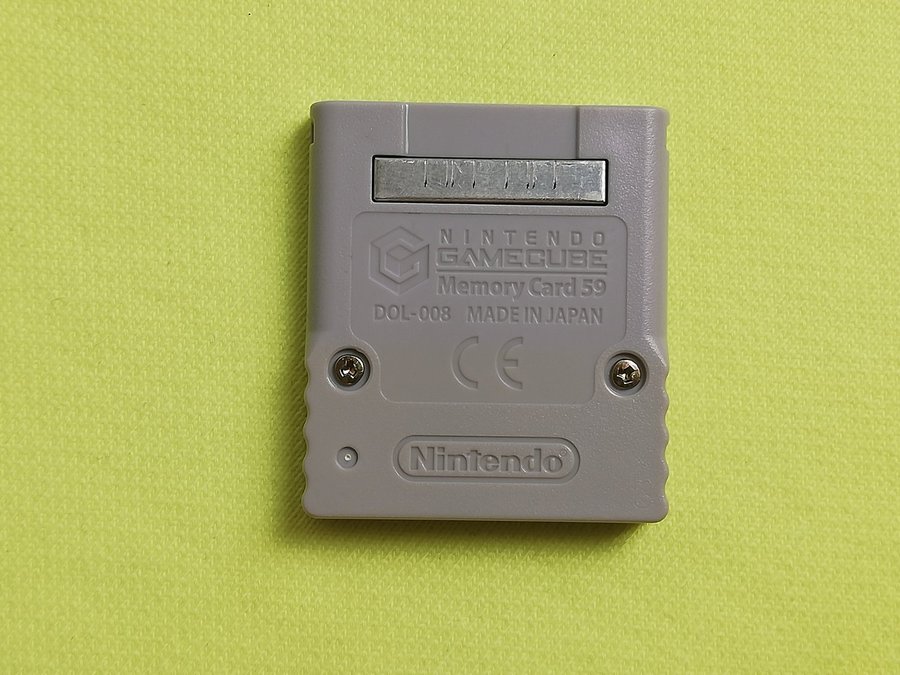 NINTENDO
GAMECUBE
Memory Card 59
DOL-008 MADE IN JAPAN
CE
Nintendo